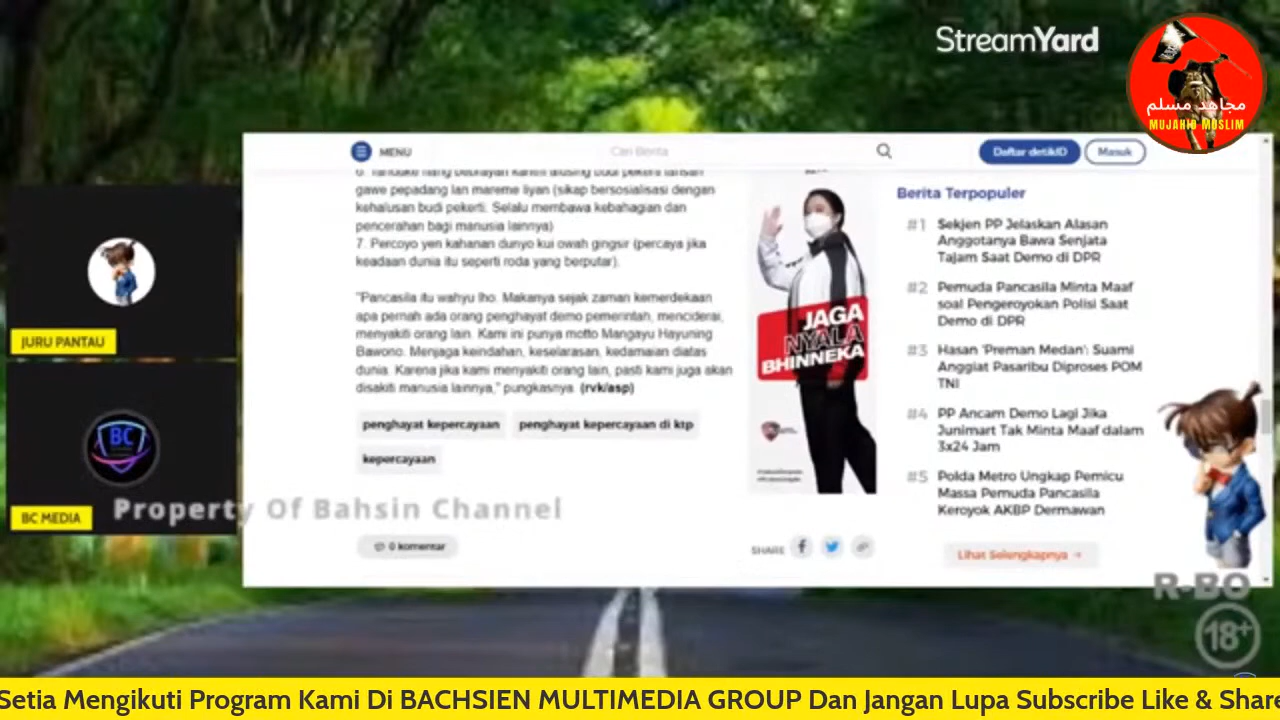 StreamYard
مجاهد مسلم
MUJAHID MOSLIM
MENU
Cari Berita
Daftar detikID
Masuk
gawe pepadang lan mareme liyan (sikap bersosialisasi dengan
kehalusan budi pekerti. Selalu membawa kebahagian dan
pencerahan bagi manusia lainnya)
7. Percoyo yen kahanan dunyo kui owah gingsir (percaya jika
keadaan dunia itu seperti roda yang berputar).
"Pancasila itu wahyu lho. Makanya sejak zaman kemerdekaan
apa pernah ada orang penghayat demo pemerintah, menciderai,
menyakiti orang lain. Kami ini punya motto Mangayu Hayuning
Bawono. Menjaga keindahan, keselarasan, kedamaian diatas
dunia. Karena jika kami menyakiti orang lain, pasti kami juga akan
disakiti manusia lainnya," pungkasnya. (rvk/asp)
penghayat kepercayaan
penghayat kepercayaan di ktp
kepercayaan
0 komentar
SHARE
JAGA
NYALA
BHINNEKA
Berita Terpopuler
#1 Sekjen PP Jelaskan Alasan
Anggotanya Bawa Senjata
Tajam Saat Demo di DPR
#2 Pemuda Pancasila Minta Maaf
soal Pengeroyokan Polisi Saat
Demo di DPR
#3 Hasan 'Preman Medan': Suami
Anggiat Pasaribu Diproses POM
TNI
#4 PP Ancam Demo Lagi Jika
Junimart Tak Minta Maaf dalam
3x24 Jam
#5 Polda Metro Ungkap Pemicu
Massa Pemuda Pancasila
Keroyok AKBP Dermawan
Lihat Selengkapnya →
JURU PANTAU
BC
BC MEDIA
Property Of Bahsin Channel
R-BO
18+
Setia Mengikuti Program Kami Di BACHSIEN MULTIMEDIA GROUP Dan Jangan Lupa Subscribe Like & Share